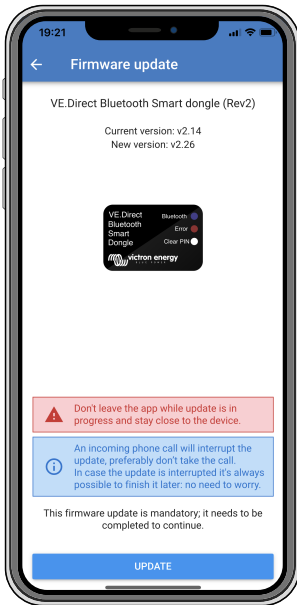 19:21
Firmware update
VE.Direct Bluetooth Smart dongle (Rev2)
Current version: v2.14
New version: v2.26
VE.Direct
Bluetooth
Smart
Dongle
Bluetooth
Error
Clear PIN
victron energy
BLUE POWER
Don't leave the app while update is in
progress and stay close to the device.
An incoming phone call will interrupt the
update, preferably don't take the call.
In case the update is interrupted it's always
possible to finish it later: no need to worry.
This firmware update is mandatory; it needs to be
completed to continue.
UPDATE